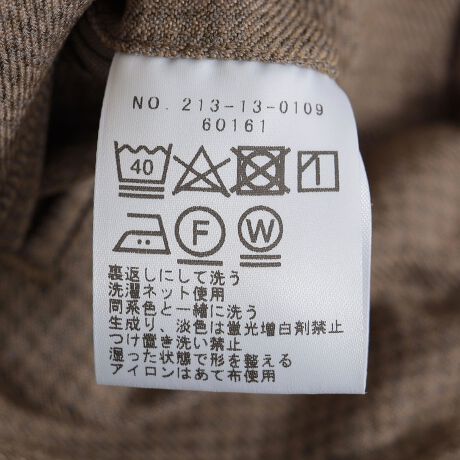 NO. 213-13-0109
60161
40
F W
裏返しにして洗う
洗濯ネット使用
同系色と一緒に洗う
生成り、淡色は蛍光増白剤禁止
つけ置き洗い禁止
湿った状態で形を整える
アイロンはあて布使用